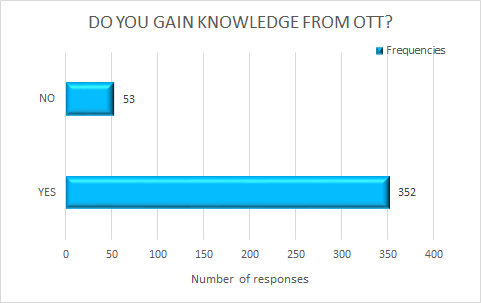 DO YOU GAIN KNOWLEDGE FROM OTT?
Frequencies
NO
53
YES
352
0 50 100 150 200 250 300 350 400
Number of responses